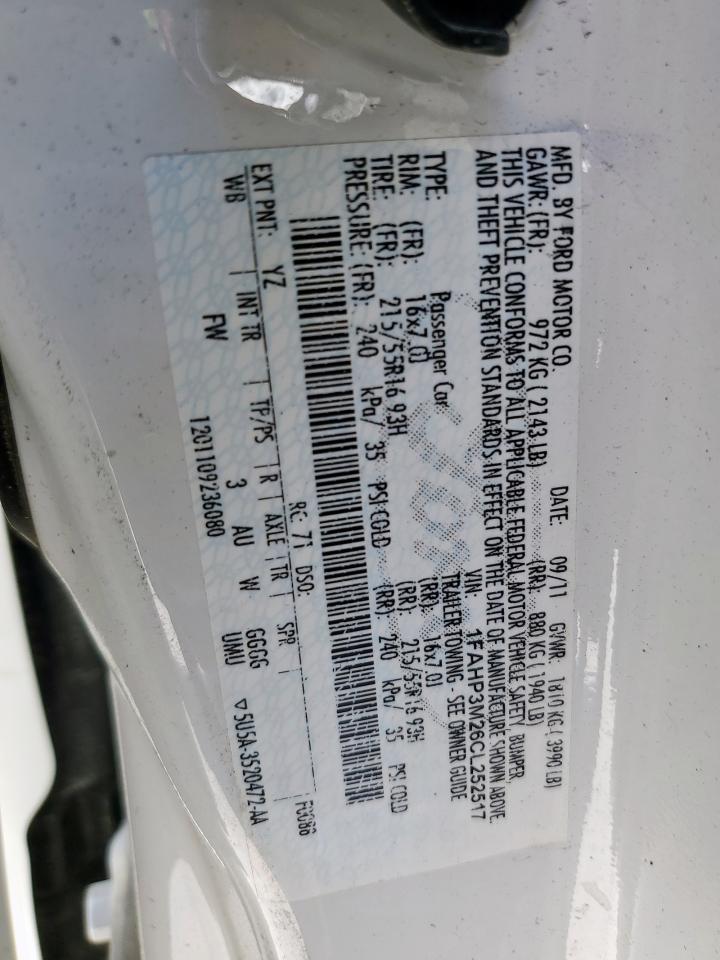 MFD. BY FORD MOTOR CO.
DATE: 09/11 GVWR: 1810 KG ( 3990 LB)
GAWR: (FR): 972 KG ( 2143 LB) (RR): 880 KG ( 1940 LB)
THIS VEHICLE CONFORMS TO ALL APPLICABLE FEDERAL MOTOR VEHICLE SAFETY, BUMPER,
AND THEFT PREVENTION STANDARDS IN EFFECT ON THE DATE OF MANUFACTURE SHOWN ABOVE.
VIN: 1FAHP3M26CL252517
TYPE: Passenger Car TRAILER TOWING - SEE OWNER GUIDE
RIM: (FR): 16x7.0J (RR): 16x7.0J
TIRE: (FR): 215/55R16 93H (RR): 215/55R16 93H
PRESSURE: (FR): 240 kPa/ 35 PSI COLD (RR): 240 kPa/ 35 PSI COLD
F0088
EXT PNT: YZ RC: 71 DSO:
WB INT TR TP/PS R AXLE TR SPR
FW 3 AU W GGGG
1201109236080 UMU
5U5A-3520472-AA